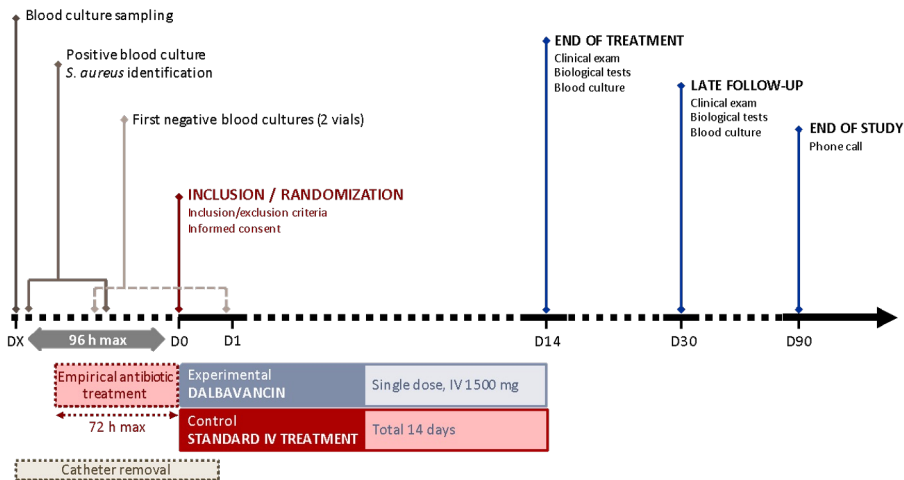 Blood culture sampling
Positive blood culture
S. aureus identification
First negative blood cultures (2 vials)
INCLUSION / RANDOMIZATION
Inclusion/exclusion criteria
Informed consent
END OF TREATMENT
Clinical exam
Biological tests
Blood culture
LATE FOLLOW-UP
Clinical exam
Biological tests
Blood culture
END OF STUDY
Phone call
DX
96 h max
D0
D1
D14
D30
D90
Empirical antibiotic
treatment
72 h max
Experimental
DALBAVANCIN
Single dose, IV 1500 mg
Control
STANDARD IV TREATMENT
Total 14 days
Catheter removal